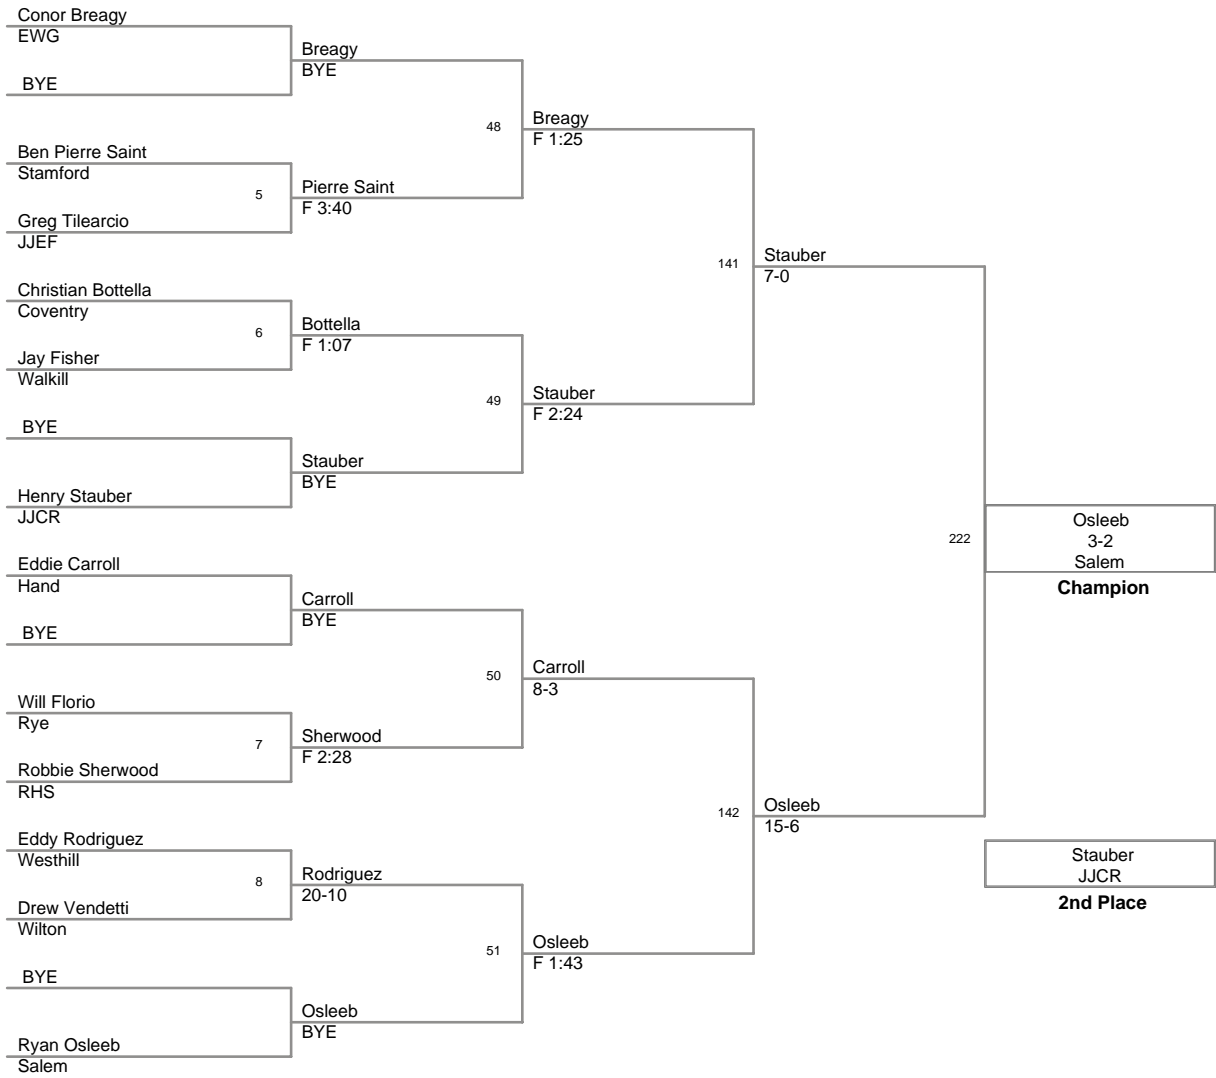 Conor Breagy
EWG
BYE
Ben Pierre Saint
Stamford
5
Greg Tilearcio
JJEF
Christian Bottella
Coventry
6
Jay Fisher
Walkill
BYE
Henry Stauber
JJCR
Eddie Carroll
Hand
BYE
Will Florio
Rye
7
Robbie Sherwood
RHS
Eddy Rodriguez
Westhill
8
Drew Vendetti
Wilton
BYE
Ryan Osleeb
Salem
Breagy
BYE
48
Pierre Saint
F 3:40
Bottella
F 1:07
49
Stauber
BYE
Carroll
BYE
50
Sherwood
F 2:28
Rodriguez
20-10
51
Osleeb
BYE
Breagy
F 1:25
141
Stauber
F 2:24
Carroll
8-3
142
Osleeb
F 1:43
Stauber
7-0
222
Osleeb
15-6
Osleeb
3-2
Salem
Champion
Stauber
JJCR
2nd Place